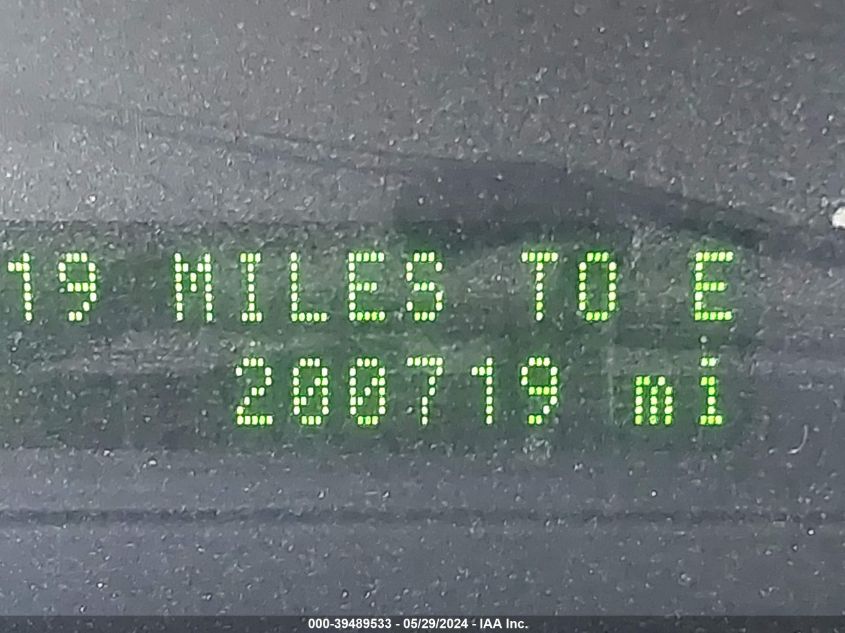 19 MILES TO E
200719 mi
000-39489533 - 05/29/2024 - IAA Inc.